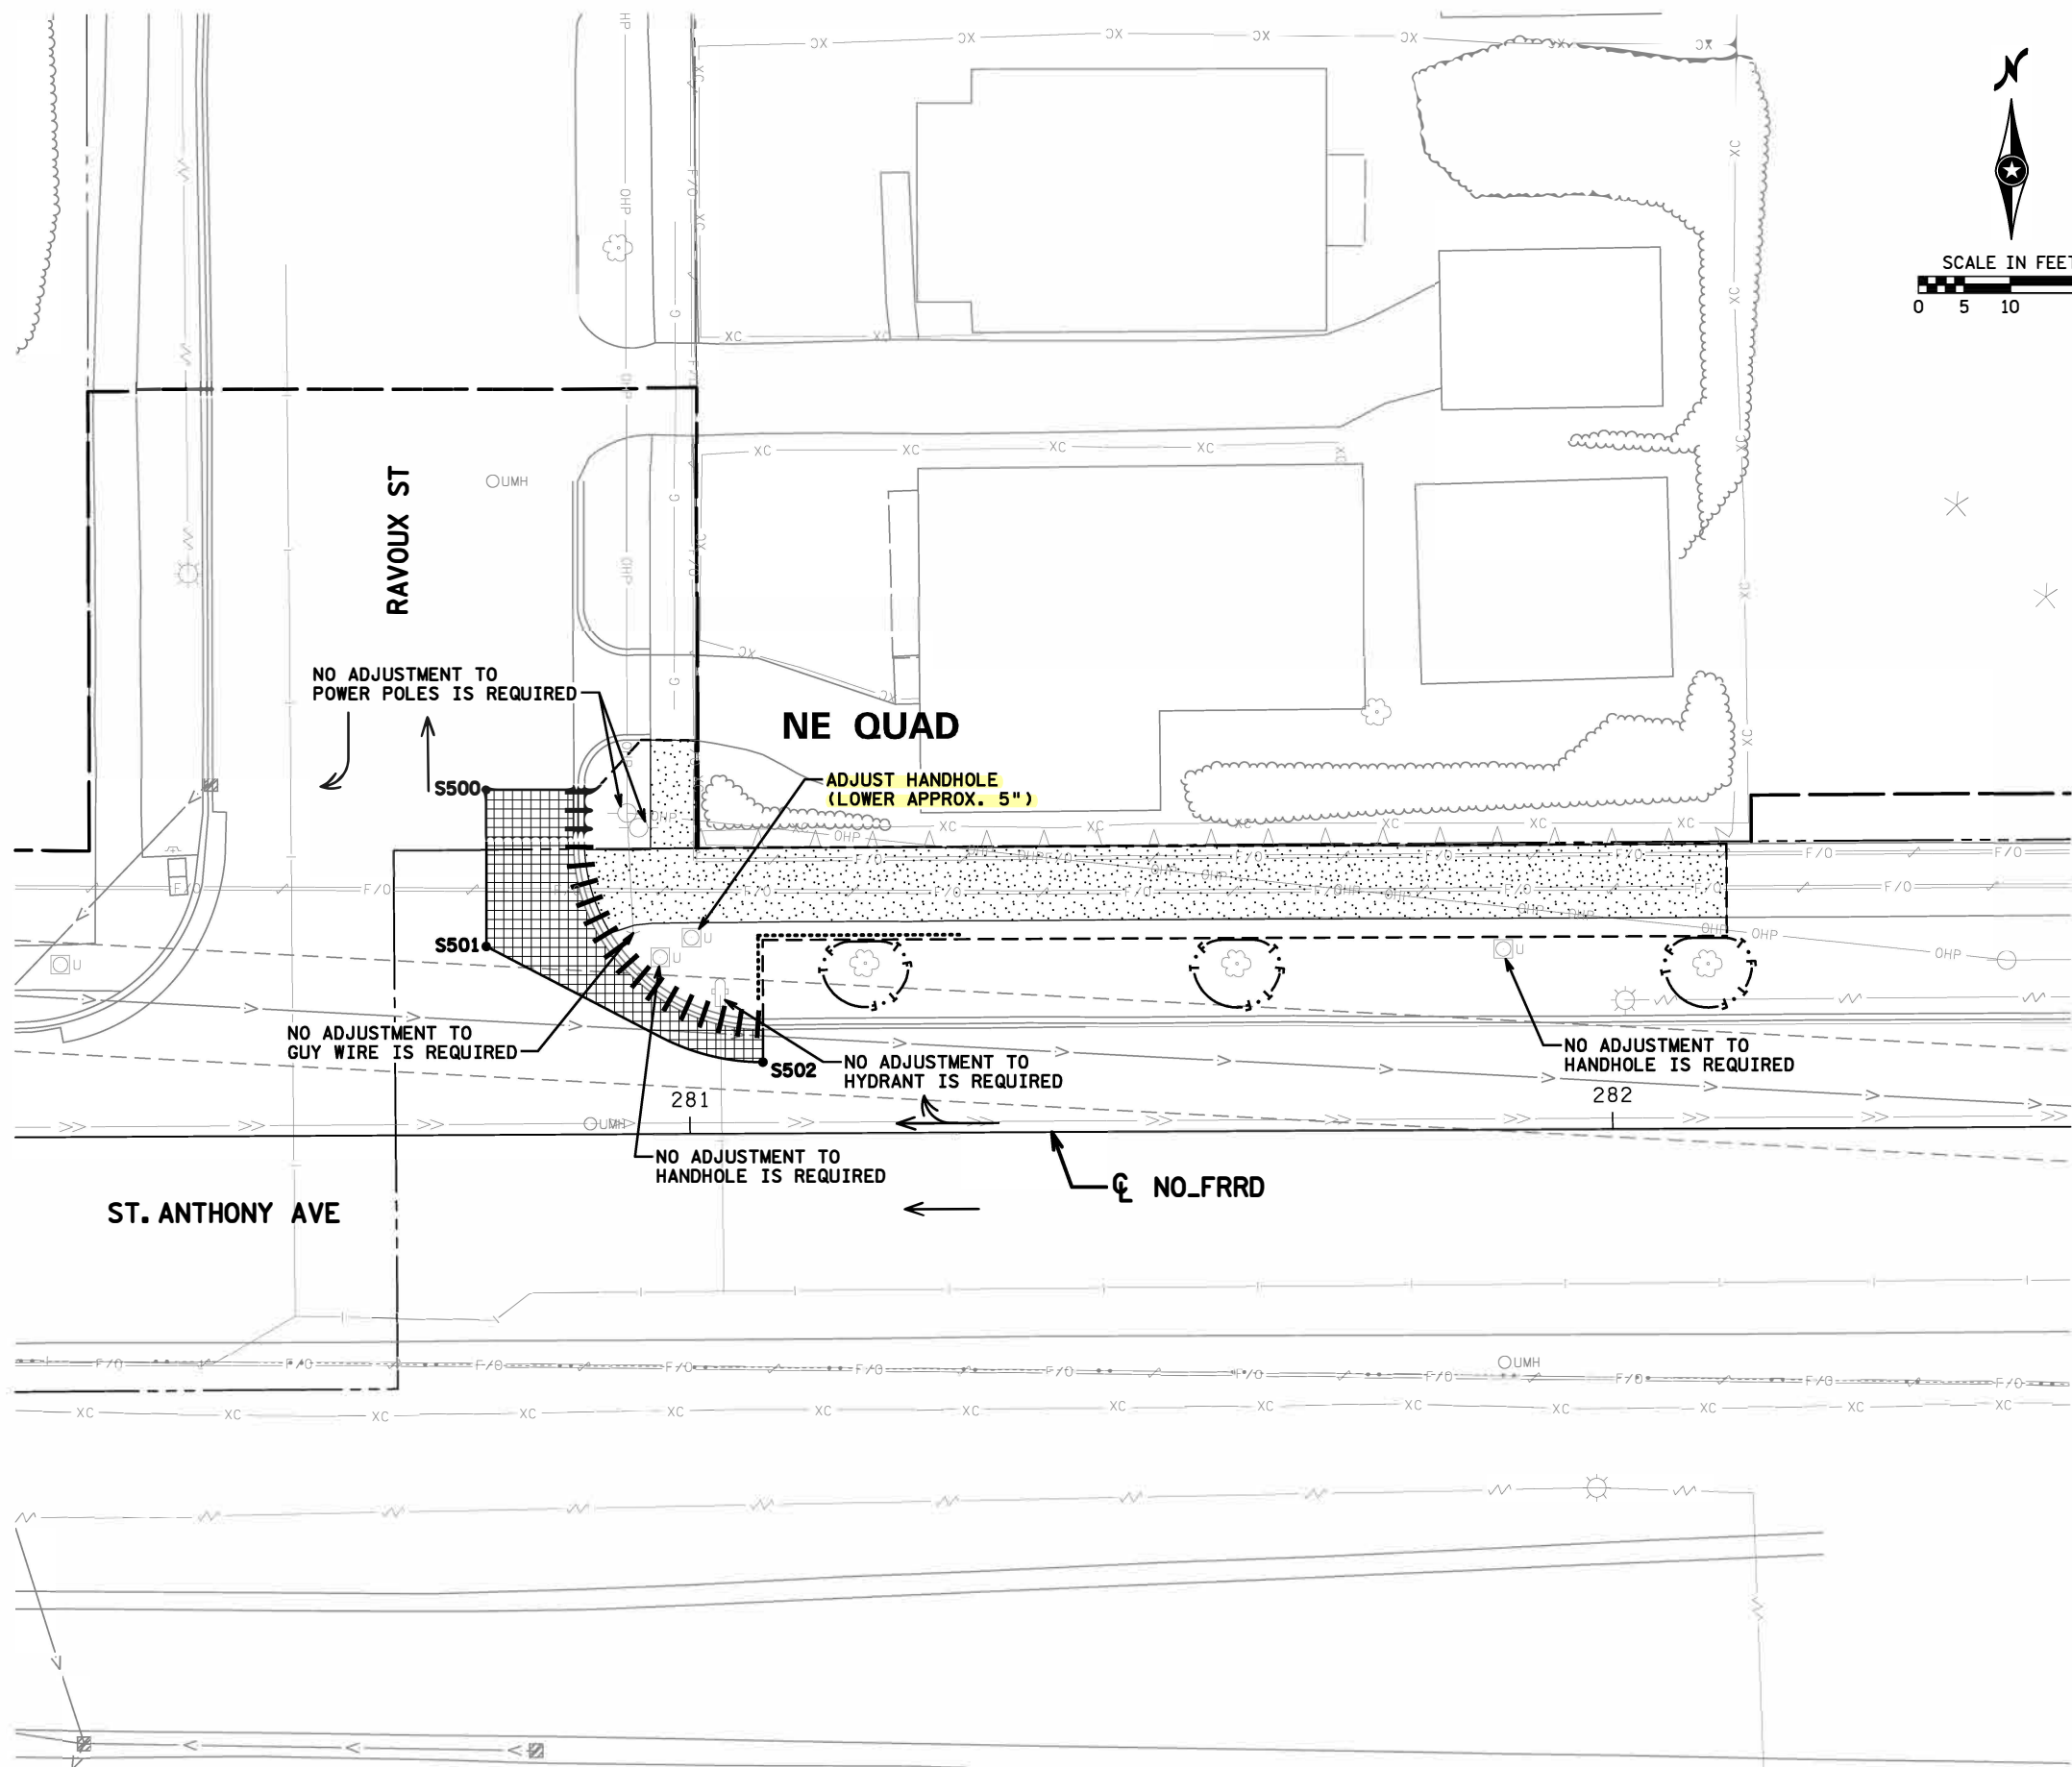 N
SCALE IN FEET
0 5 10
RAVOUX ST
UMH
NO ADJUSTMENT TO
POWER POLES IS REQUIRED
NE QUAD
ADJUST HANDHOLE
(LOWER APPROX. 5")
S500
S501
S502
NO ADJUSTMENT TO
GUY WIRE IS REQUIRED
NO ADJUSTMENT TO
HYDRANT IS REQUIRED
NO ADJUSTMENT TO
HANDHOLE IS REQUIRED
281
282
UMH
NO ADJUSTMENT TO
HANDHOLE IS REQUIRED
℄ NO_FRRD
ST. ANTHONY AVE
UMH